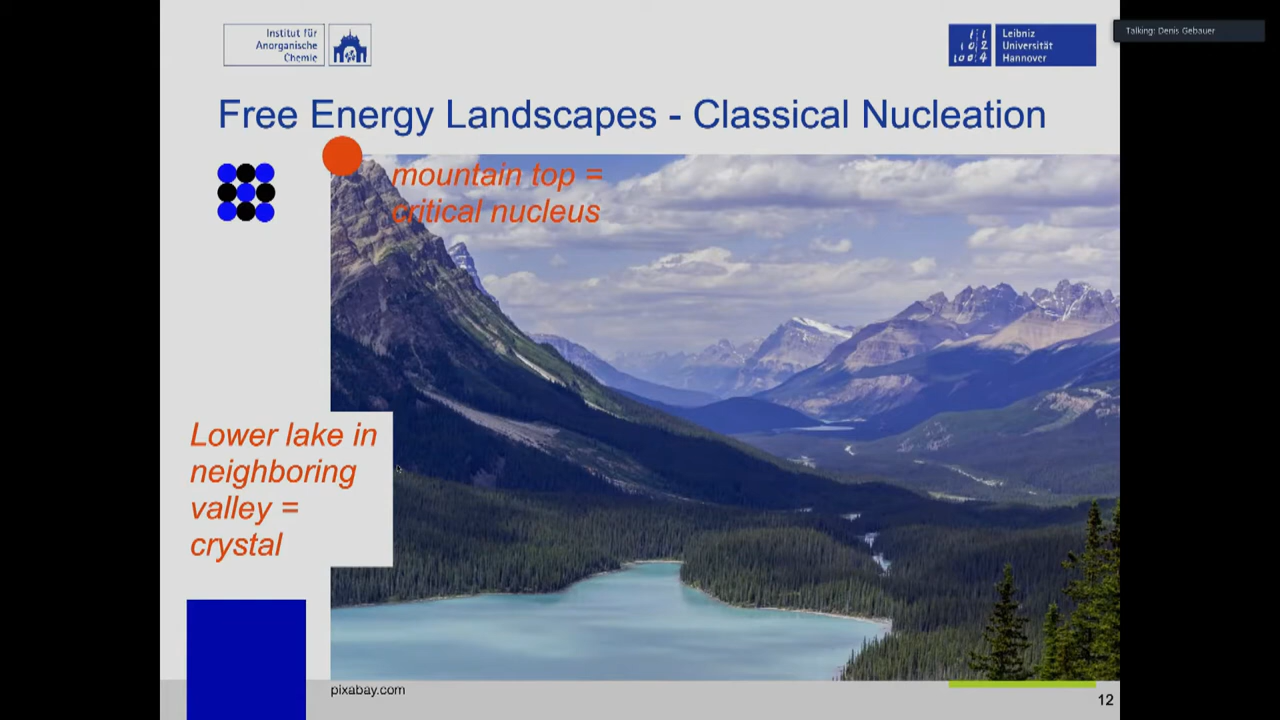 Institut für
Anorganische
Chemie
Leibniz
Universität
Hannover
Talking: Denis Gebauer
Free Energy Landscapes - Classical Nucleation
mountain top =
critical nucleus
Lower lake in
neighboring
valley =
crystal
pixabay.com
12